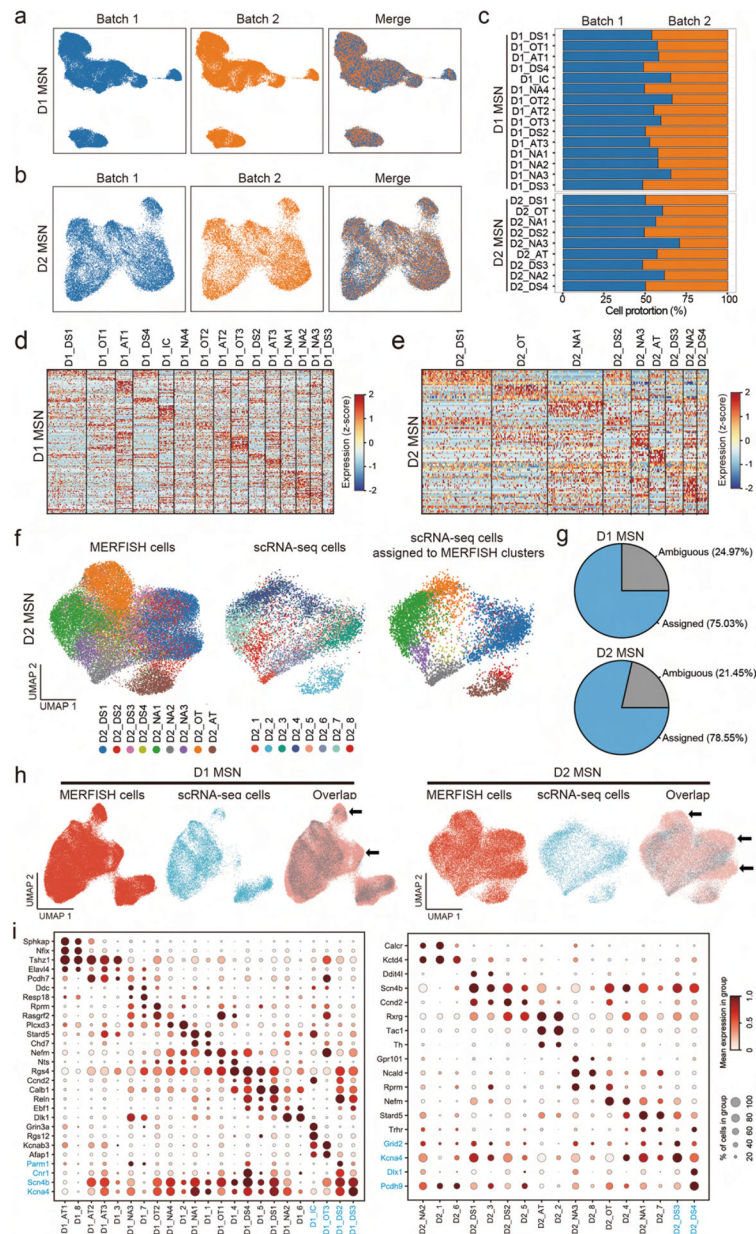 a
Batch 1
Batch 2
Merge
D1 MSN
b
Batch 1
Batch 2
Merge
D2 MSN
c
Batch 1
Batch 2
D1_DS1
D1_OT1
D1_AT1
D1_DS4
D1_IC
D1_NA4
D1_OT2
D1_AT2
D1_OT3
D1_DS2
D1_AT3
D1_NA1
D1_NA2
D1_NA3
D1_DS3
D1 MSN
D2_DS1
D2_OT
D2_NA1
D2_DS2
D2_NA3
D2_AT
D2_DS3
D2_NA2
D2_DS4
D2 MSN
0 25 50 75 100
Cell protortion (%)
d
D1_DS1
D1_OT1
D1_AT1
D1_DS4
D1_IC
D1_NA4
D1_OT2
D1_AT2
D1_OT3
D1_DS2
D1_AT3
D1_NA1
D1_NA2
D1_NA3
D1_DS3
D1 MSN
2
1
0
-1
-2
Expression (z-score)
e
D2_DS1
D2_OT
D2_NA1
D2_DS2
D2_NA3
D2_AT
D2_DS3
D2_NA2
D2_DS4
D2 MSN
2
1
0
-1
-2
Expression (z-score)
f
MERFISH cells
scRNA-seq cells
scRNA-seq cells
assigned to MERFISH clusters
D2 MSN
UMAP 2
UMAP 1
D2_DS1
D2_DS2
D2_DS3
D2_DS4
D2_NA1
D2_NA2
D2_NA3
D2_OT
D2_AT
D2_1
D2_2
D2_3
D2_4
D2_5
D2_6
D2_7
D2_8
g
D1 MSN
Ambiguous (24.97%)
Assigned (75.03%)
D2 MSN
Ambiguous (21.45%)
Assigned (78.55%)
h
D1 MSN
MERFISH cells
scRNA-seq cells
Overlap
UMAP 2
UMAP 1
D2 MSN
MERFISH cells
scRNA-seq cells
Overlap
UMAP 2
UMAP 1
i
Sphkap
Nfix
Tshz1
Elavl4
Pcdh7
Ddc
Resp18
Rprm
Rasgrf2
Plcxd3
Stard5
Chd7
Nefm
Nts
Rgs4
Ccnd2
Calb1
Reln
Ebf1
Dlk1
Grin3a
Rgs12
Kcnab3
Afap1
Parm1
Cnr1
Scn4b
Kcna4
D1_AT1
D1_8
D1_AT2
D1_AT3
D1_3
D1_NA3
D1_7
D1_OT2
D1_NA4
D1_2
D1_NA1
D1_1
D1_OT1
D1_4
D1_DS4
D1_5
D1_DS1
D1_NA2
D1_6
D1_IC
D1_OT3
D1_DS2
D1_DS3
Calcr
Kctd4
Ddit4l
Scn4b
Ccnd2
Rxrg
Tac1
Th
Gpr101
Ncald
Rprm
Nefm
Stard5
Trhr
Grid2
Kcna4
Dlx1
Pcdh9
D2_NA2
D2_1
D2_6
D2_DS1
D2_3
D2_DS2
D2_5
D2_AT
D2_2
D2_NA3
D2_8
D2_OT
D2_4
D2_NA1
D2_7
D2_DS3
D2_DS4
1.0
0.5
0.0
Mean expression in group
100
80
60
40
20
% of cells in group